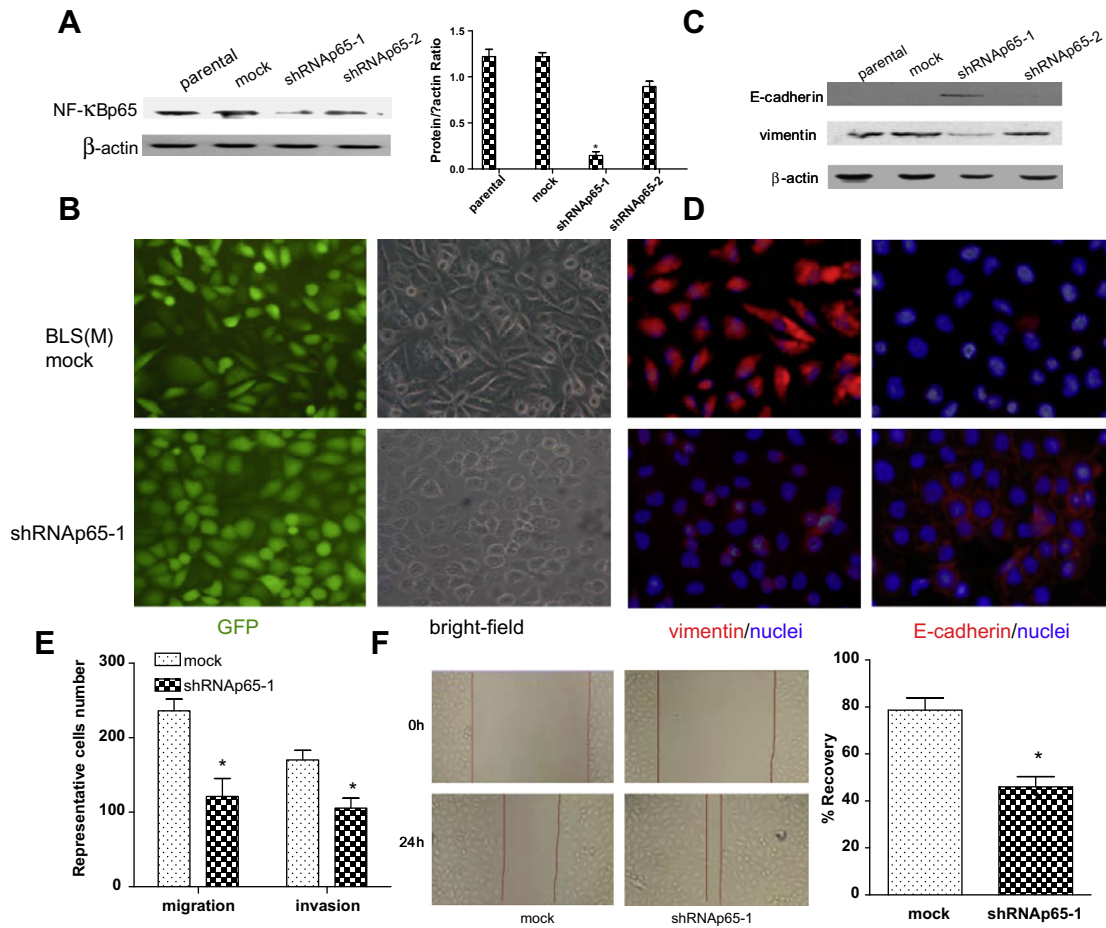 A
parental
mock
shRNAp65-1
shRNAp65-2
NF-κBp65
β-actin
Protein/?actin Ratio
1.5
1.0
0.5
0.0
parental
mock
*
shRNAp65-1
shRNAp65-2
C
parental
mock
shRNAp65-1
shRNAp65-2
E-cadherin
vimentin
β-actin
B
D
BLS(M)
mock
shRNAp65-1
GFP
bright-field
vimentin/nuclei
E-cadherin/nuclei
E
Representative cells number
300
200
100
0
mock
shRNAp65-1
*
*
migration
invasion
F
0h
24h
mock
shRNAp65-1
% Recovery
100
80
60
40
20
0
*
mock
shRNAp65-1